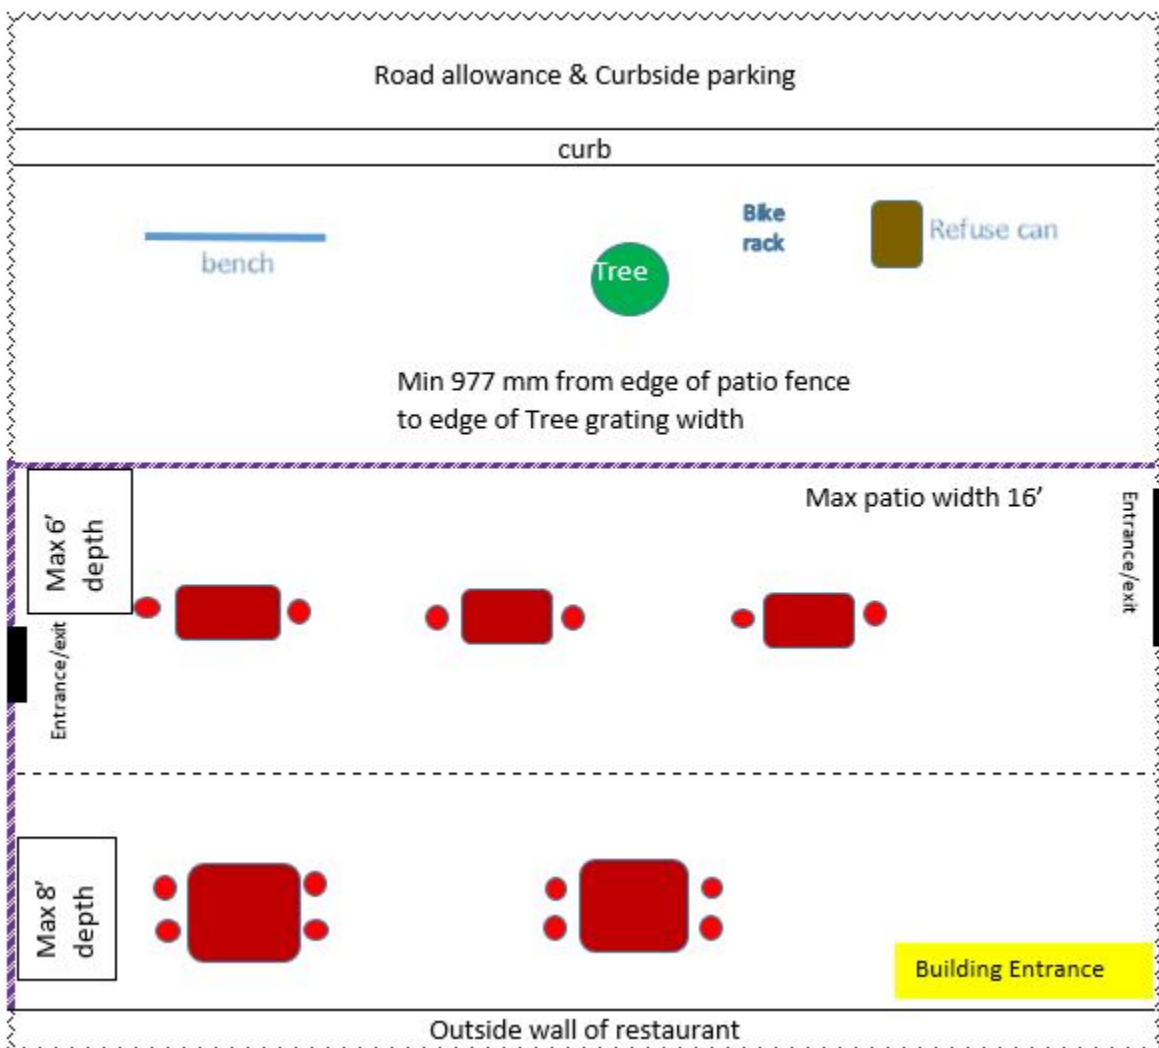 Road allowance & Curbside parking
curb
Bike
rack
Refuse can
bench
Tree
Min 977 mm from edge of patio fence
to edge of Tree grating width
Max 6’
depth
Max patio width 16’
Entrance/exit
Entrance/exit
Max 8’
depth
Building Entrance
Outside wall of restaurant